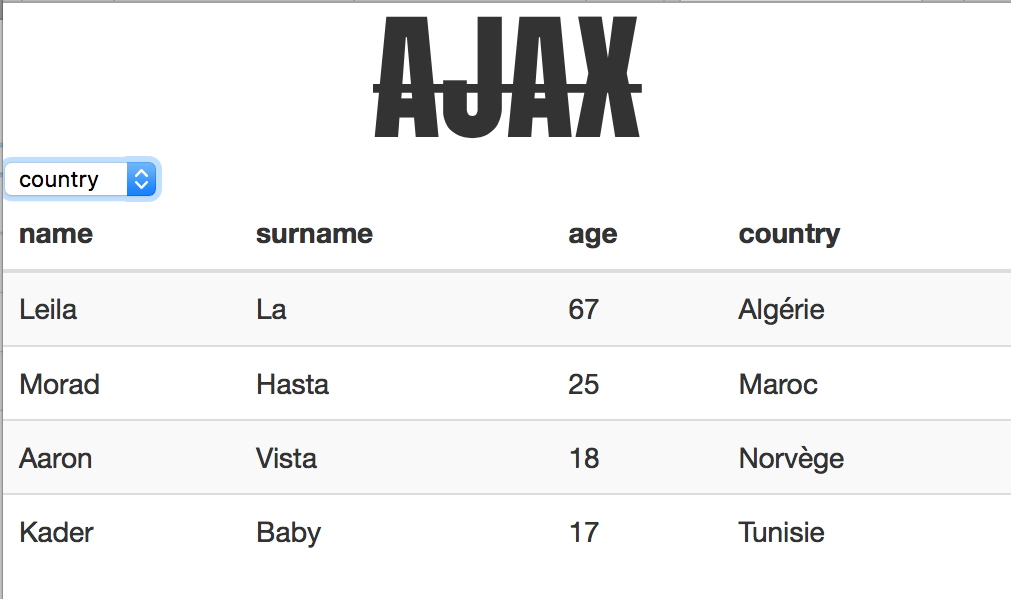 AJAX
country
name surname age country
Leila La 67 Algérie
Morad Hasta 25 Maroc
Aaron Vista 18 Norvège
Kader Baby 17 Tunisie